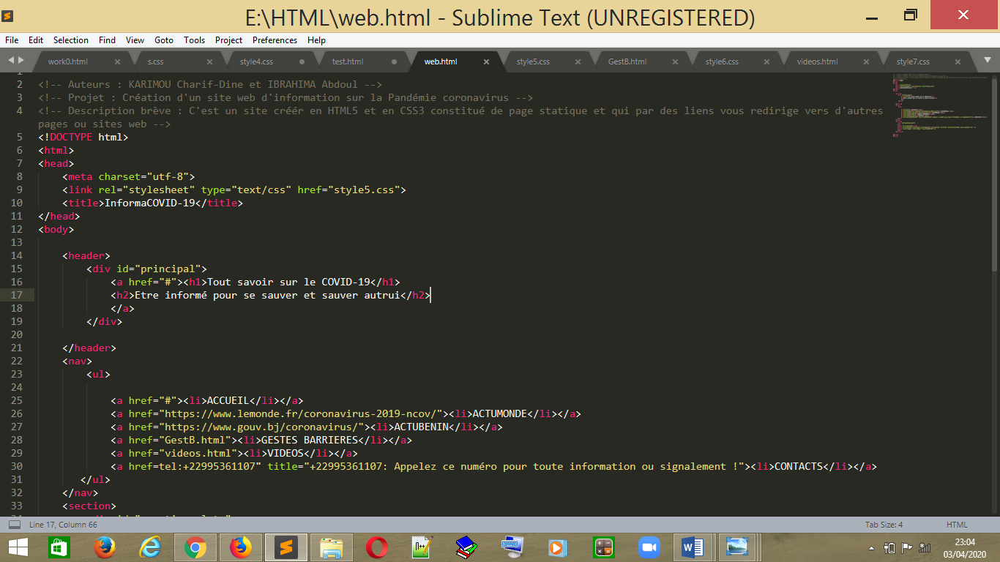 E:\HTML\web.html - Sublime Text (UNREGISTERED)
File Edit Selection Find View Goto Tools Project Preferences Help
work0.html s.css style4.css test.html web.html style5.css GestB.html style6.css videos.html style7.css
1
2 <!-- Auteurs : KARIMOU Charif-Dine et IBRAHIMA Abdoul -->
3 <!-- Projet : Création d'un site web d'information sur la Pandémie coronavirus -->
4 <!-- Description brève : C'est un site créér en HTML5 et en CSS3 constitué de page statique et qui par des liens vous redirige vers d'autres
pages ou sites web -->
5 <!DOCTYPE html>
6 <html>
7 <head>
8 <meta charset="utf-8">
9 <link rel="stylesheet" type="text/css" href="style5.css">
10 <title>InformaCOVID-19</title>
11 </head>
12 <body>
13
14 <header>
15 <div id="principal">
16 <a href="#"><h1>Tout savoir sur le COVID-19</h1>
17 <h2>Etre informé pour se sauver et sauver autrui</h2>
18 </a>
19 </div>
20
21 </header>
22 <nav>
23 <ul>
24
25 <a href="#"><li>ACCUEIL</li></a>
26 <a href="https://www.lemonde.fr/coronavirus-2019-ncov/"><li>ACTUMONDE</li></a>
27 <a href="https://www.gouv.bj/coronavirus/"><li>ACTUBENIN</li></a>
28 <a href="GestB.html"><li>GESTES BARRIERES</li></a>
29 <a href="videos.html"><li>VIDEOS</li></a>
30 <a href=tel:+22995361107" title="+22995361107: Appelez ce numéro pour toute information ou signalement !"><li>CONTACTS</li></a>
31 </ul>
32 </nav>
33 <section>
Line 17, Column 66 Tab Size: 4 HTML
23:04
03/04/2020